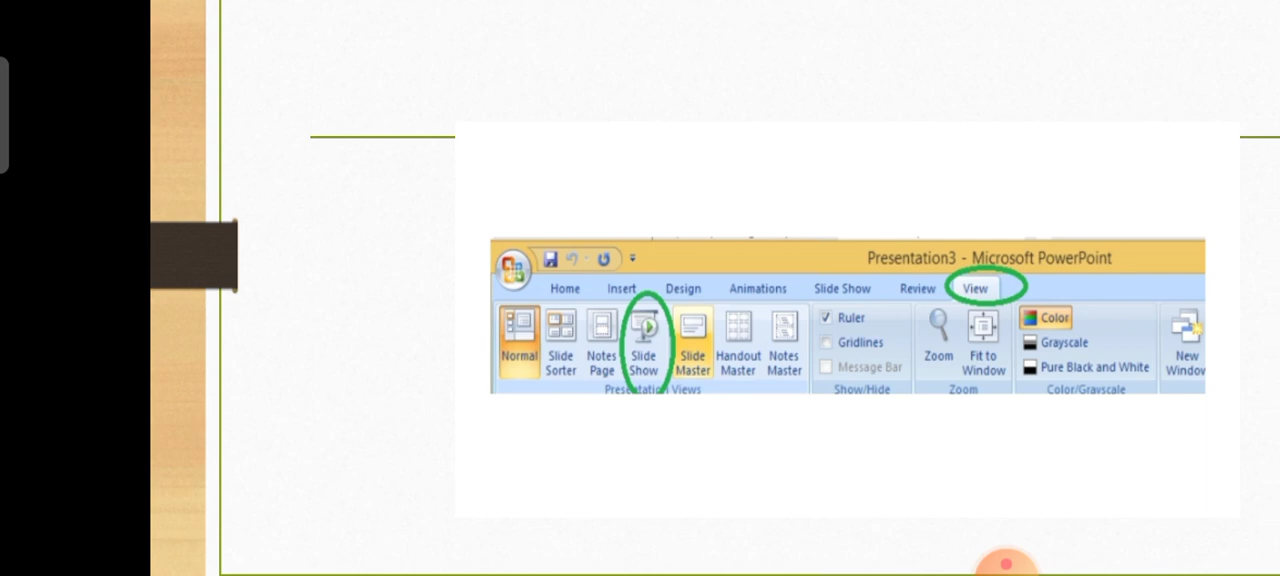 Presentation3 - Microsoft PowerPoint
Home Insert Design Animations Slide Show Review View
Normal Slide Sorter Notes Page Slide Show Slide Master Handout Master Notes Master
Presentation Views
Ruler
Gridlines
Message Bar
Show/Hide
Zoom Fit to Window
Zoom
Color
Grayscale
Pure Black and White
Color/Grayscale
New Window